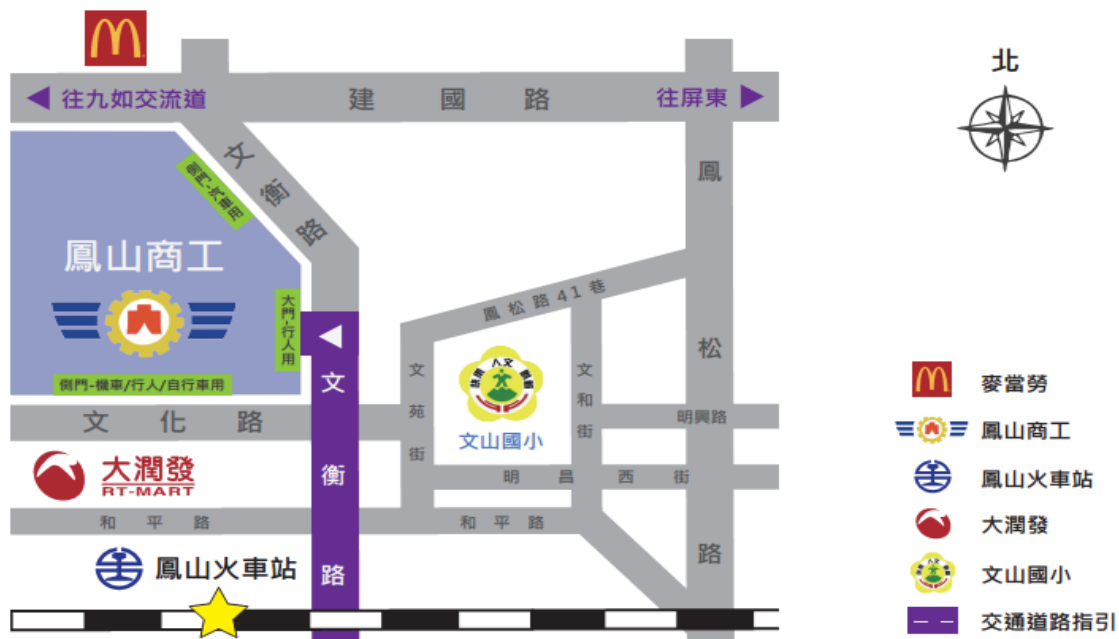 北
往九如交流道
建國路
往屏東
文衡路
側門-汽車用
鳳山商工
大門-行人用
側門-機車/行人/自行車用
鳳松路
鳳松路41巷
文苑街
文山國小
文和街
明興路
文化路
文衡路
大潤發
RT-MART
明昌西街
和平路
和平路
鳳山火車站
麥當勞
鳳山商工
鳳山火車站
大潤發
文山國小
交通道路指引